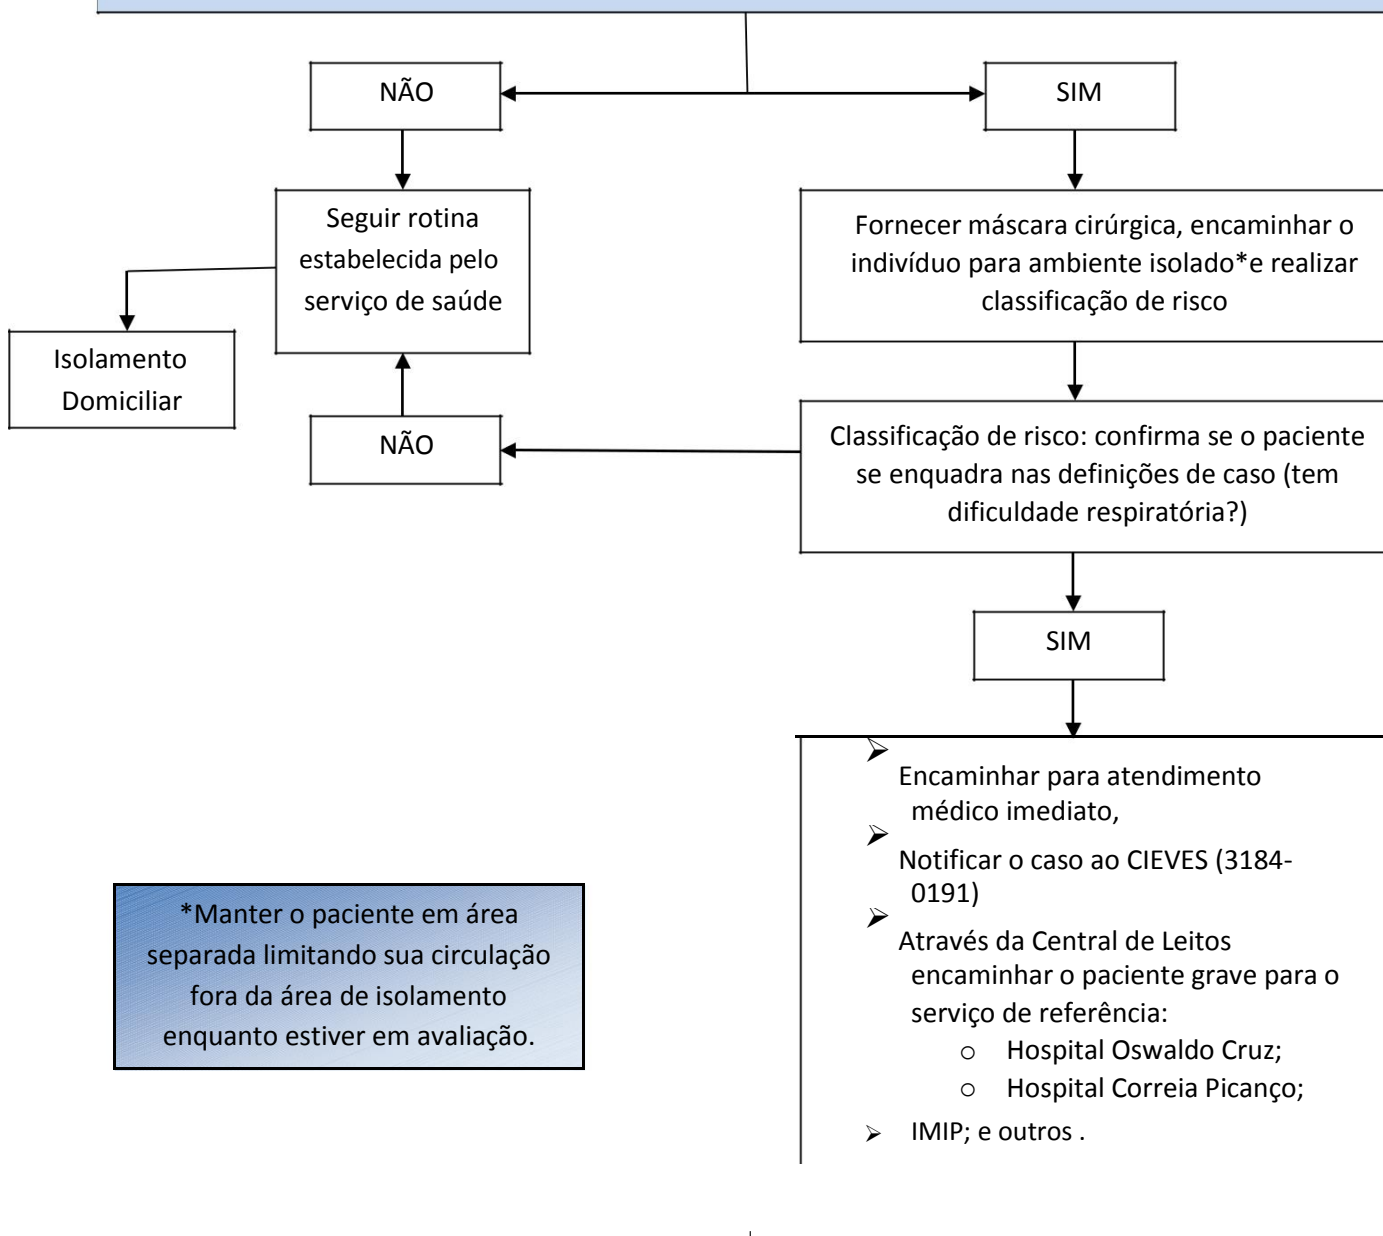 NÃO
SIM
Seguir rotina
estabelecida pelo
serviço de saúde
Fornecer máscara cirúrgica, encaminhar o
indivíduo para ambiente isolado*e realizar
classificação de risco
Isolamento
Domiciliar
NÃO
Classificação de risco: confirma se o paciente
se enquadra nas definições de caso (tem
dificuldade respiratória?)
SIM
➢
Encaminhar para atendimento
médico imediato,
➢
Notificar o caso ao CIEVES (3184-
0191)
➢
Através da Central de Leitos
encaminhar o paciente grave para o
serviço de referência:
o Hospital Oswaldo Cruz;
o Hospital Correia Picanço;
➢ IMIP; e outros .
*Manter o paciente em área
separada limitando sua circulação
fora da área de isolamento
enquanto estiver em avaliação.